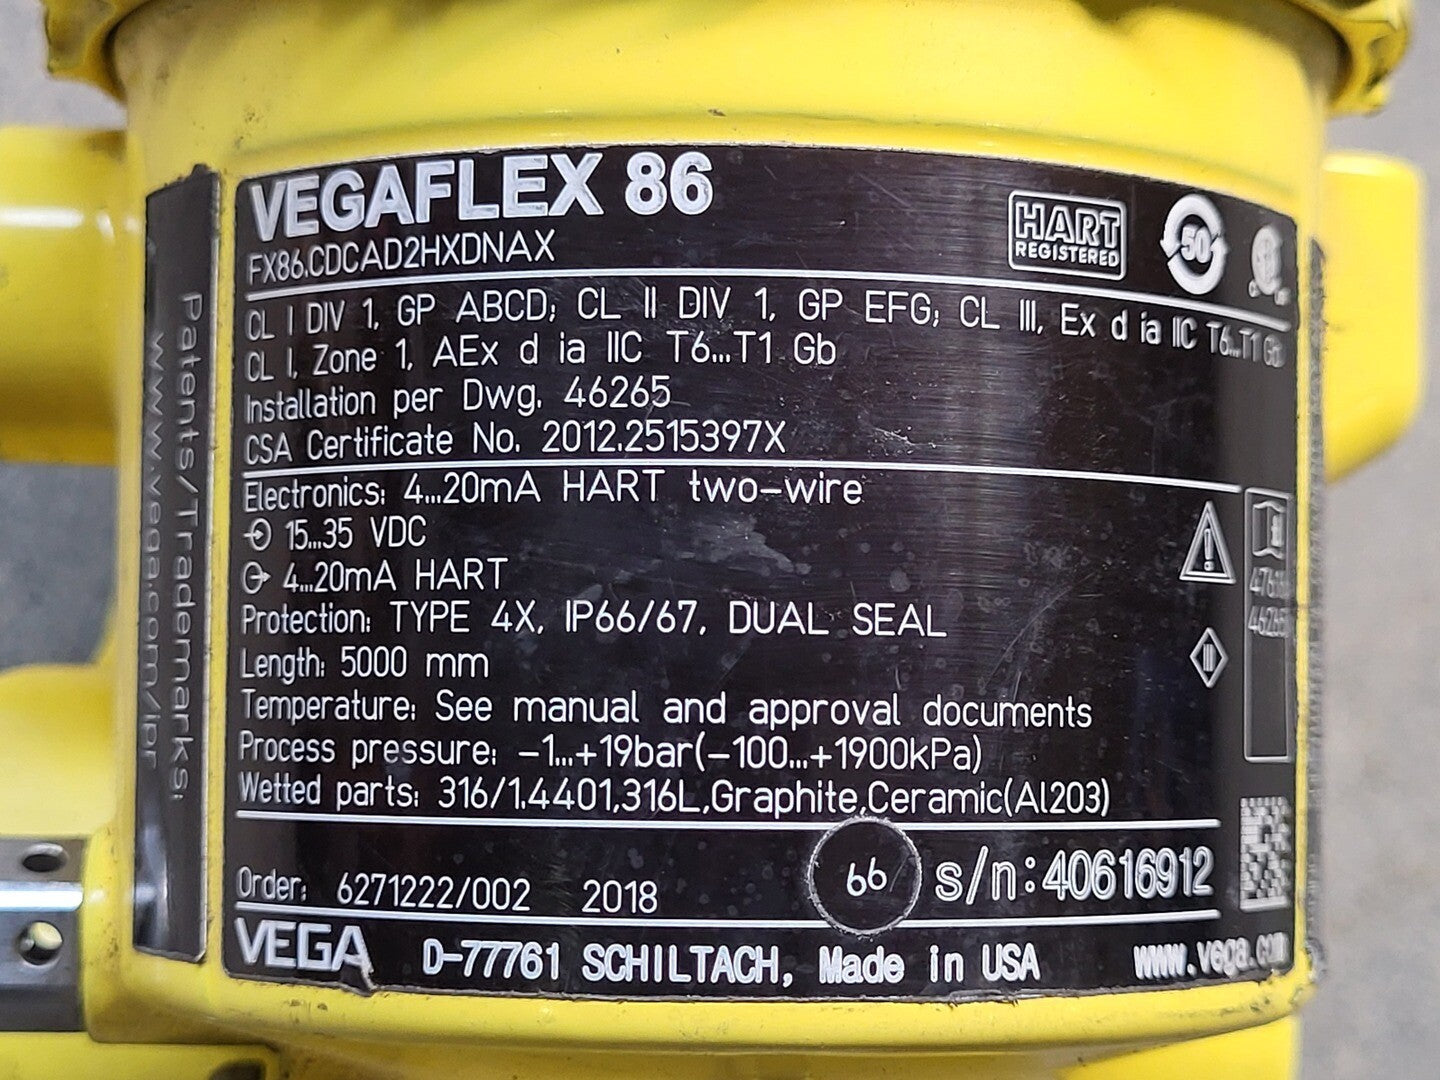 VEGAFLEX 86
FX86.CDCAD2HXDNAX
HART
REGISTERED
50
CL I DIV 1, GP ABCD; CL II DIV 1, GP EFG; CL III, Ex d ia IIC T6...T1 Gb
CL I, Zone 1, AEx d ia IIC T6...T1 Gb
Installation per Dwg. 46265
CSA Certificate No. 2012.2515397X
Electronics: 4...20mA HART two-wire
15...35 VDC
4...20mA HART
Protection: TYPE 4X, IP66/67, DUAL SEAL
Length: 5000 mm
Temperature: See manual and approval documents
Process pressure: -1...+19bar(-100...+1900kPa)
Wetted parts: 316/1.4401,316L,Graphite,Ceramic(Al2O3)
46265
Order: 6271222/002 2018
66
s/n:40616912
VEGA D-77761 SCHILTACH, Made in USA www.vega.com
Patents/Trademarks:
www.vega.com/ipr